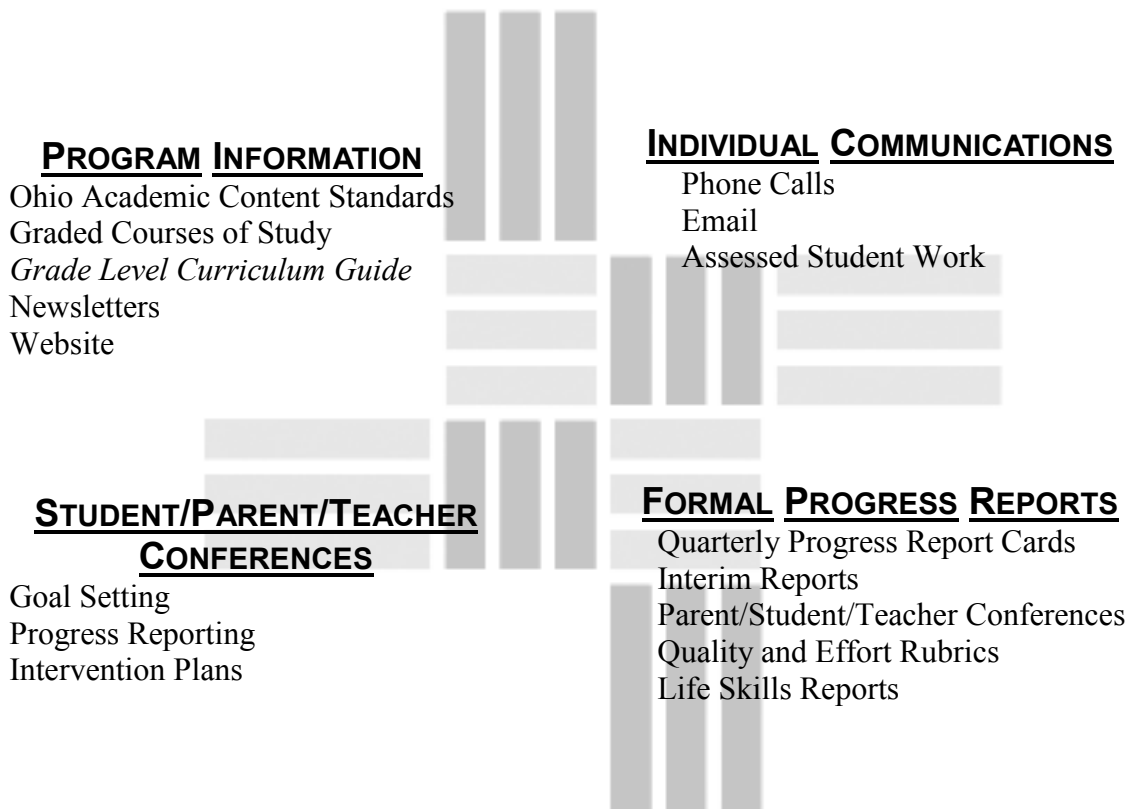 PROGRAM INFORMATION
Ohio Academic Content Standards
Graded Courses of Study
Grade Level Curriculum Guide
Newsletters
Website
INDIVIDUAL COMMUNICATIONS
Phone Calls
Email
Assessed Student Work
STUDENT/PARENT/TEACHER
CONFERENCES
Goal Setting
Progress Reporting
Intervention Plans
FORMAL PROGRESS REPORTS
Quarterly Progress Report Cards
Interim Reports
Parent/Student/Teacher Conferences
Quality and Effort Rubrics
Life Skills Reports